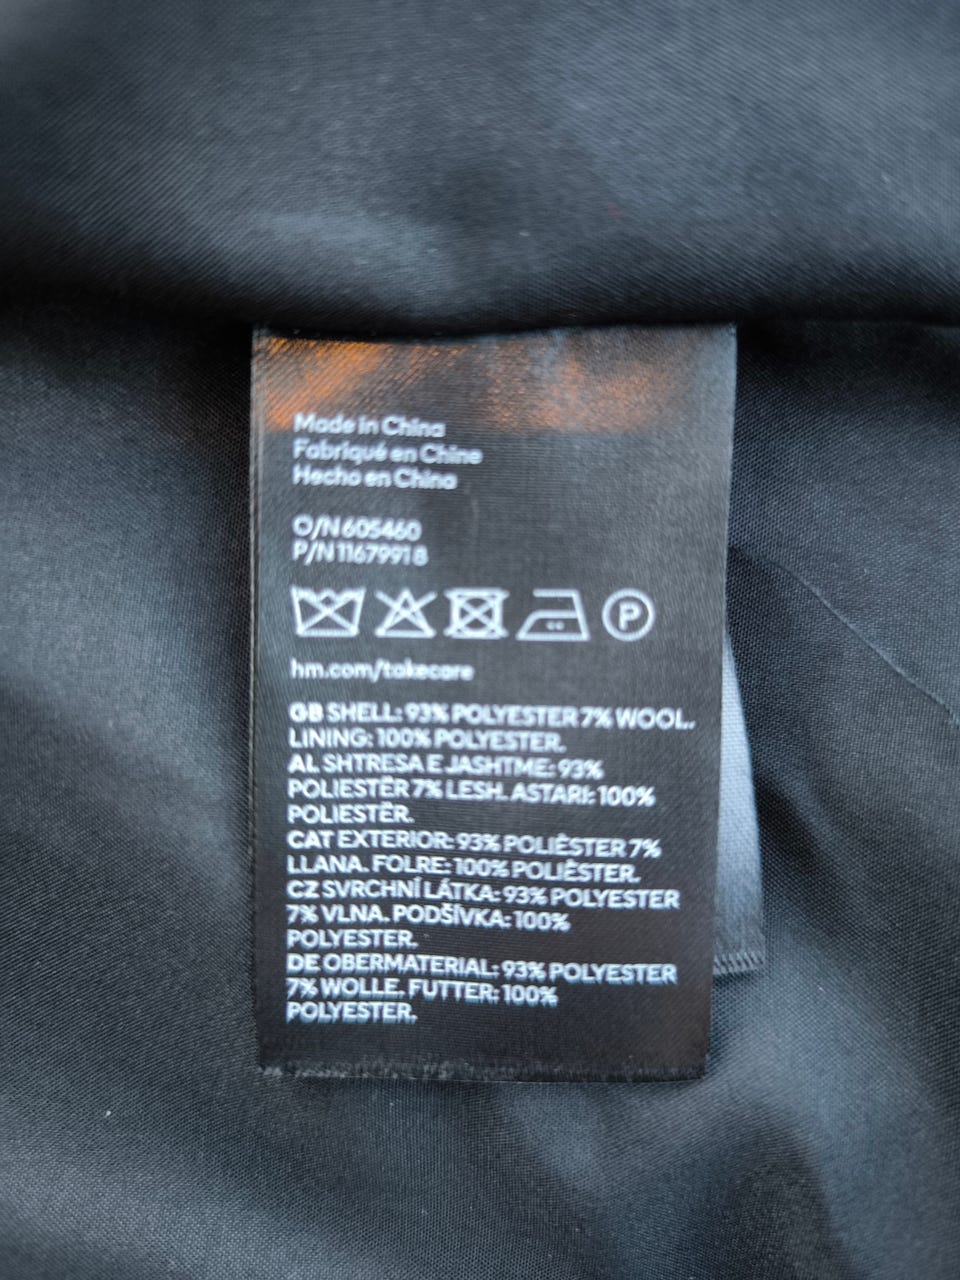 Made in China
Fabriqué en Chine
Hecho en China
O/N 605460
P/N 1167991 8
P
hm.com/takecare
GB SHELL: 93% POLYESTER 7% WOOL.
LINING: 100% POLYESTER.
AL SHTRESA E JASHTME: 93%
POLIESTËR 7% LESH. ASTARI: 100%
POLIESTËR.
CAT EXTERIOR: 93% POLIÈSTER 7%
LLANA. FOLRE: 100% POLIÈSTER.
CZ SVRCHNÍ LÁTKA: 93% POLYESTER
7% VLNA. PODŠÍVKA: 100%
POLYESTER.
DE OBERMATERIAL: 93% POLYESTER
7% WOLLE. FUTTER: 100%
POLYESTER.